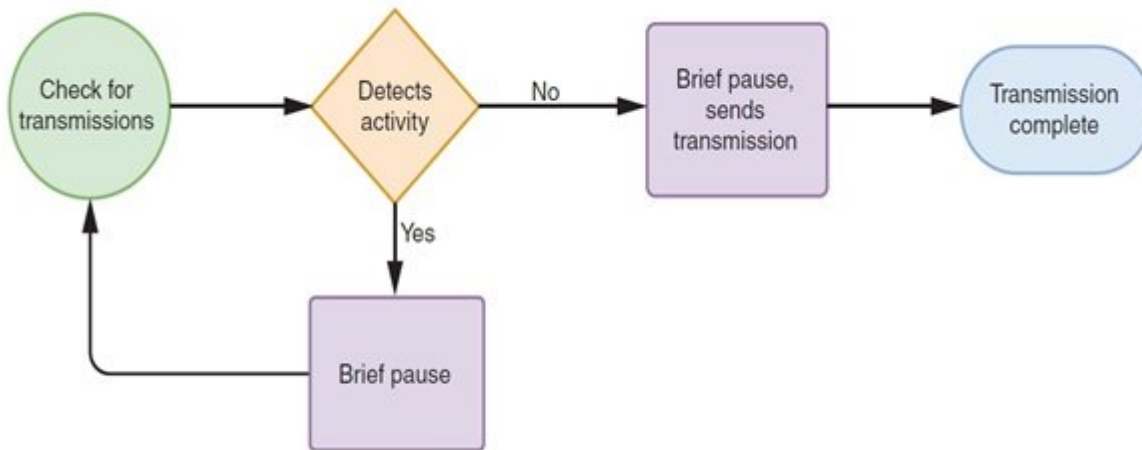 Check for
transmissions
Detects
activity
No
Brief pause,
sends
transmission
Transmission
complete
Yes
Brief pause